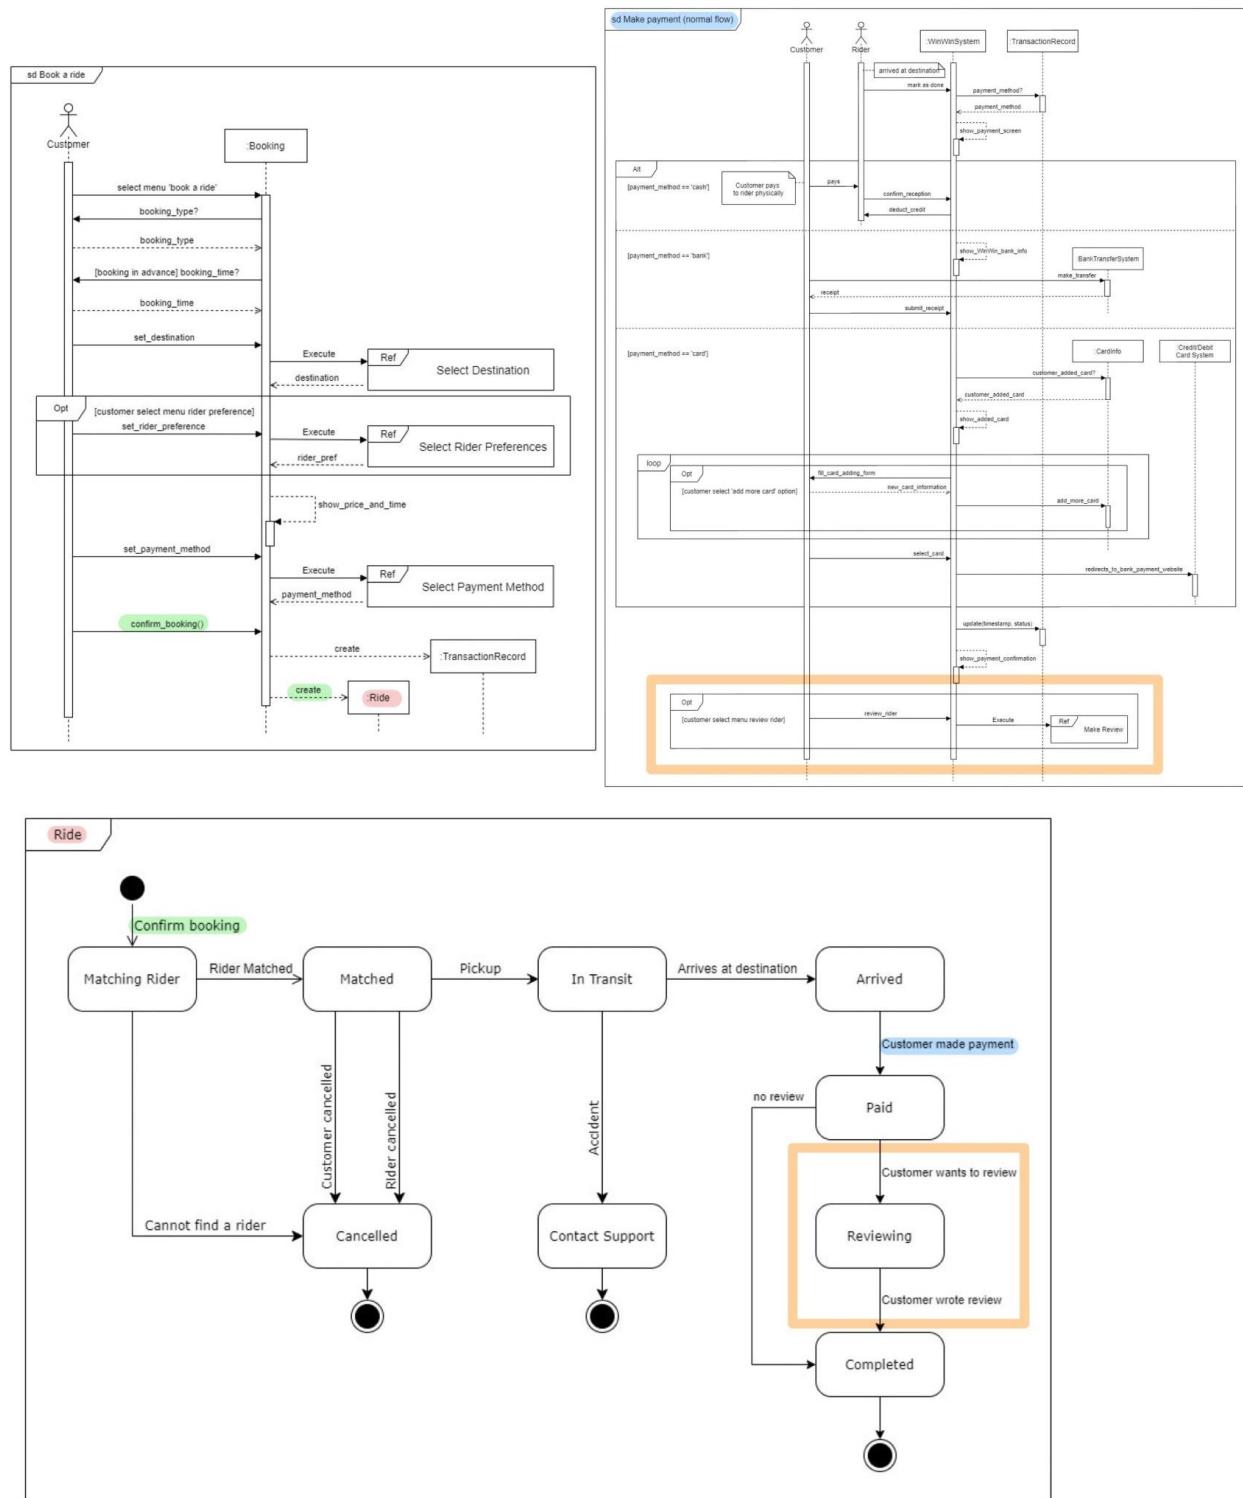 sd Book a ride
Customer
:Booking
select menu 'book a ride'
booking_type?
booking_type
[booking in advance] booking_time?
booking_time
set_destination
Execute
Ref
Select Destination
destination
Opt
[customer select menu rider preference]
set_rider_preference
Execute
Ref
Select Rider Preferences
rider_pref
show_price_and_time
set_payment_method
Execute
Ref
Select Payment Method
payment_method
confirm_booking()
create
:TransactionRecord
create
:Ride
sd Make payment (normal flow)
Customer
Rider
:WinWinSystem
:TransactionRecord
arrived at destination
mark as done
payment_method?
payment_method
show_payment_screen
Alt
[payment_method == 'cash']
Customer pays
to rider physically
pays
confirm_reception
deduct_credit
[payment_method == 'bank']
show_WinWin_bank_info
:BankTransferSystem
make_transfer
receipt
submit_receipt
[payment_method == 'card']
:CardInfo
:Credit/Debit
Card System
customer_added_card?
customer_added_card
show_added_card
loop
Opt
[customer select 'add more card' option]
fill_card_adding_form
new_card_information
add_more_card
select_card
redirects_to_bank_payment_website
update(timestamp, status)
show_payment_confirmation
Opt
[customer select menu review rider]
review_rider
Execute
Ref
Make Review
Ride
Confirm booking
Matching Rider
Rider Matched
Matched
Pickup
In Transit
Arrives at destination
Arrived
Customer made payment
Paid
no review
Customer cancelled
Rider cancelled
Accident
Customer wants to review
Cannot find a rider
Cancelled
Contact Support
Reviewing
Customer wrote review
Completed